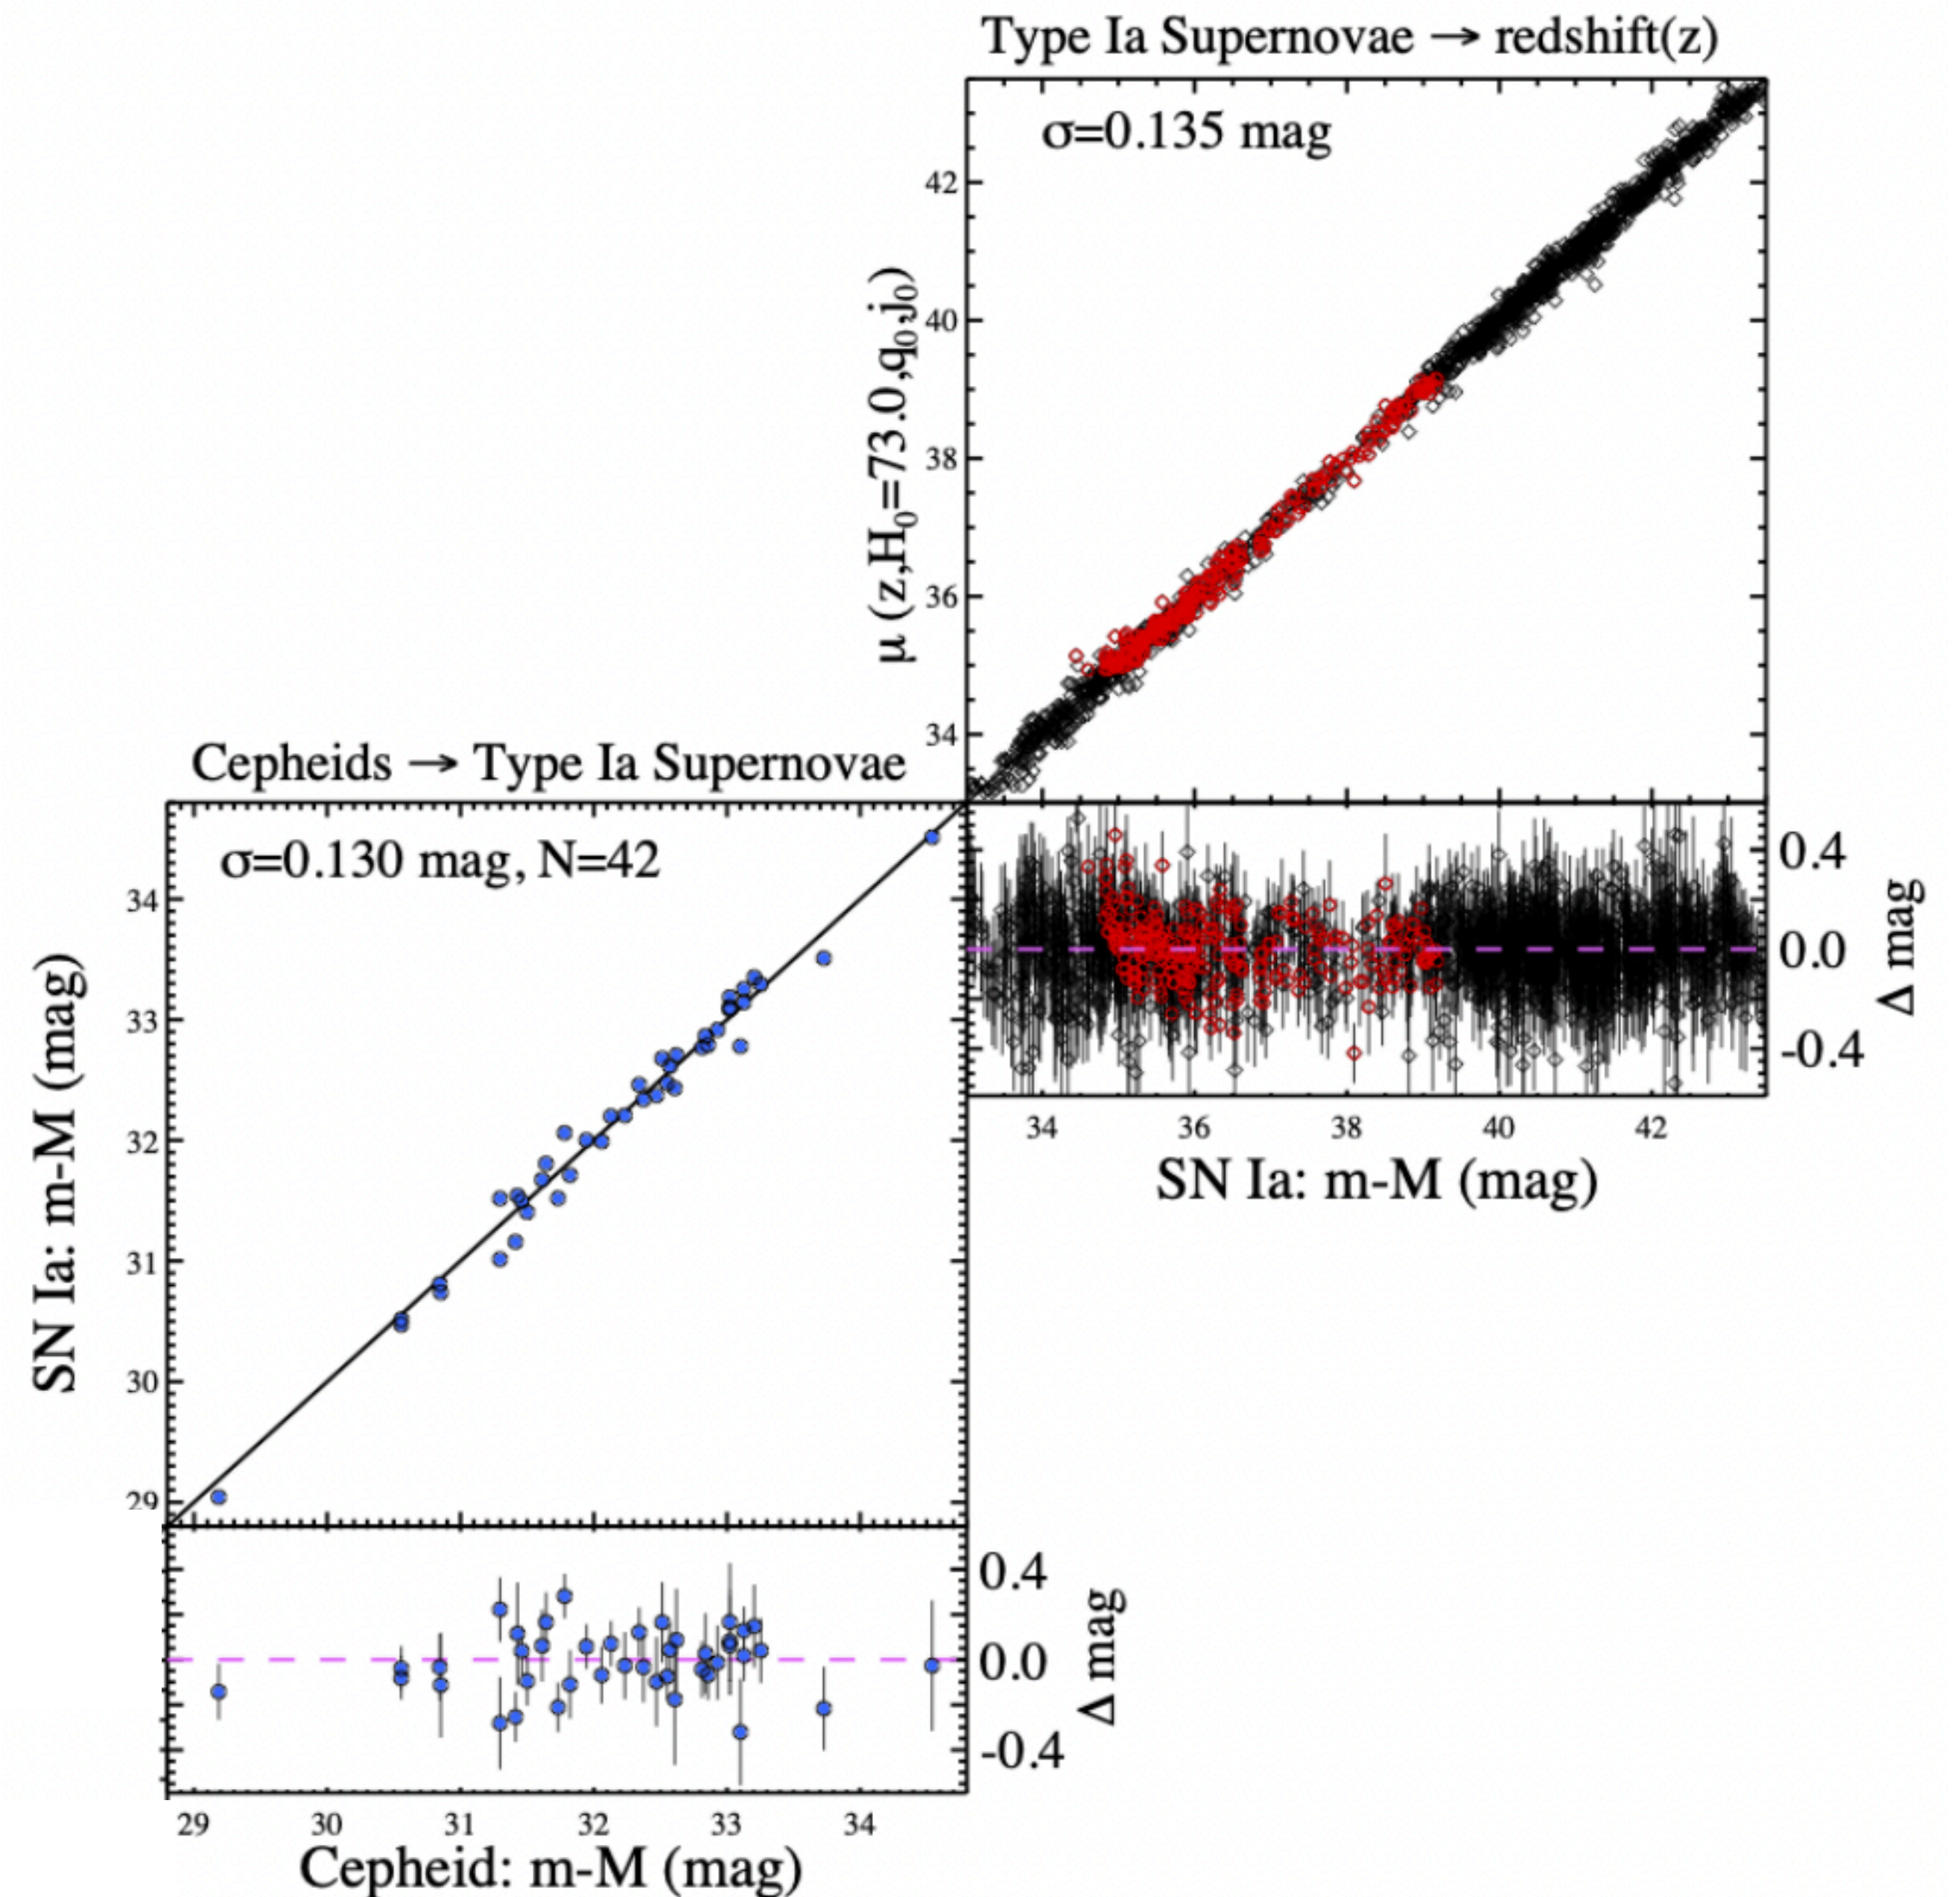 Type Ia Supernovae → redshift(z)
σ=0.135 mag
42
40
38
36
34
μ (z,H₀=73.0,q₀,j₀)
Cepheids → Type Ia Supernovae
σ=0.130 mag, N=42
34
33
32
31
30
29
SN Ia: m-M (mag)
0.4
0.0
-0.4
Δ mag
34 36 38 40 42
SN Ia: m-M (mag)
0.4
0.0
-0.4
Δ mag
29 30 31 32 33 34
Cepheid: m-M (mag)